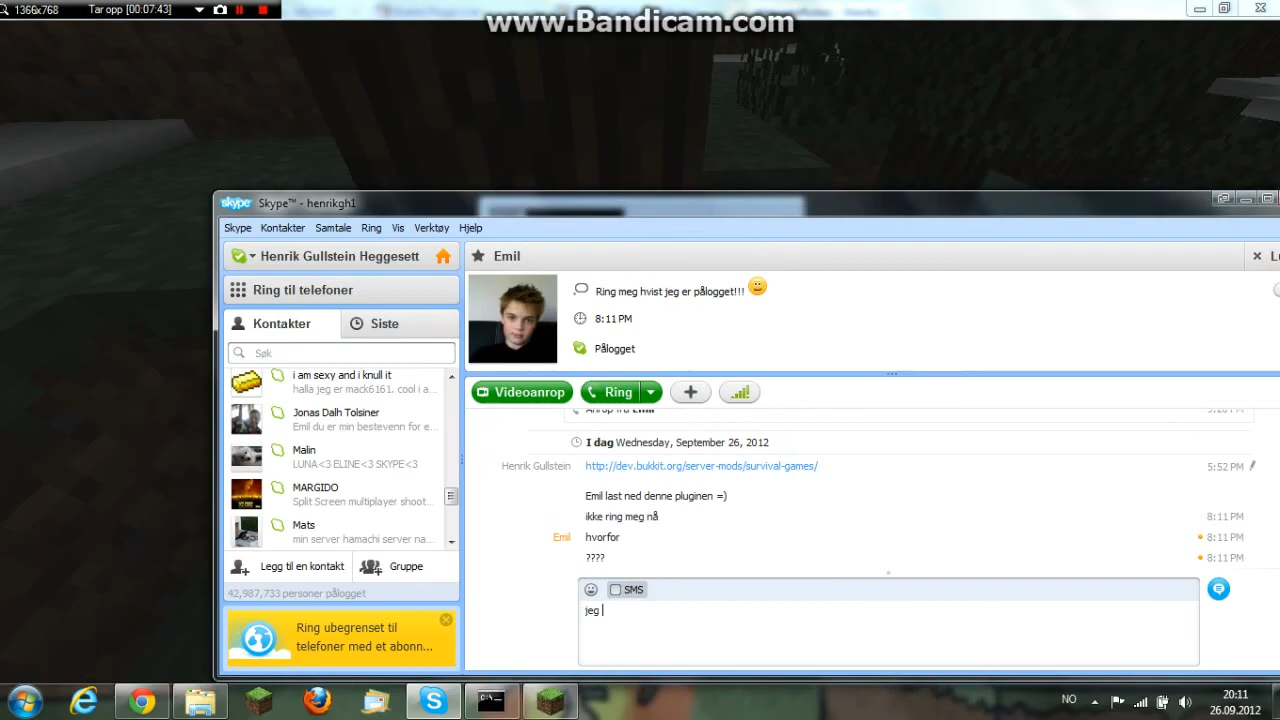 1366x768 Tar opp [00:07:43]
www.Bandicam.com
skype Skype™ - henrikgh1
Skype Kontakter Samtale Ring Vis Verktøy Hjelp
Henrik Gullstein Heggesett
Ring til telefoner
Kontakter Siste
Søk
i am sexy and i knull it
halla jeg er mack6161. cool i a...
Jonas Dalh Tolsiner
Emil du er min bestevenn for e...
Malin
LUNA<3 ELINE<3 SKYPE<3
MARGIDO
Split Screen multiplayer shoot...
Mats
min server hamachi server na...
Legg til en kontakt Gruppe
42,987,733 personer pålogget
Ring ubegrenset til
telefoner med et abonn...
Emil
Ring meg hvist jeg er pålogget!!!
8:11 PM
Pålogget
Videoanrop Ring
Anrop fra Emil
I dag Wednesday, September 26, 2012
Henrik Gullstein http://dev.bukkit.org/server-mods/survival-games/ 5:52 PM
Emil last ned denne pluginen =)
ikke ring meg nå 8:11 PM
Emil hvorfor 8:11 PM
???? 8:11 PM
SMS
jeg
NO 20:11
26.09.2012